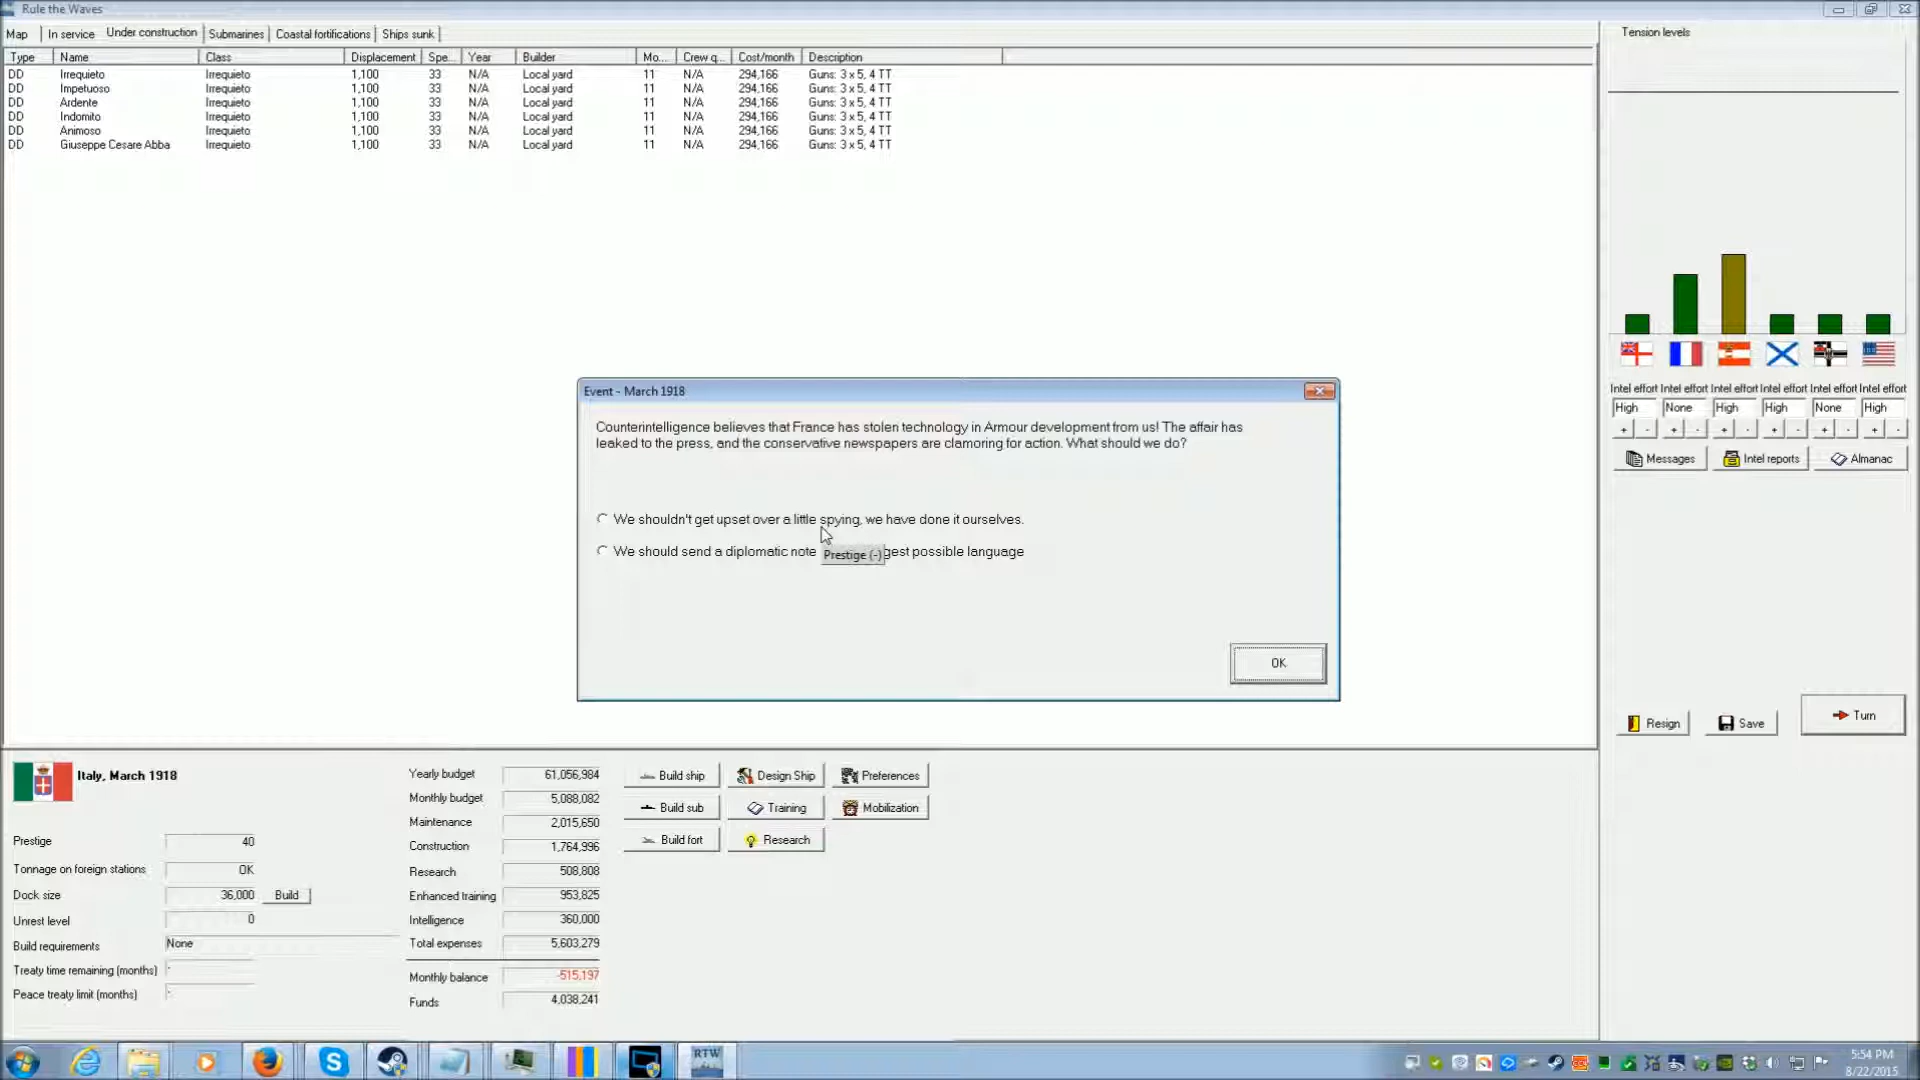 Rule the Waves
Map In service Under construction Submarines Coastal fortifications Ships sunk
Type Name Class Displacement Spe... Year Builder Mo... Crew q... Cost/month Description
DD Irrequieto Irrequieto 1,100 33 N/A Local yard 11 N/A 294,166 Guns: 3 x 5, 4 TT
DD Impetuoso Irrequieto 1,100 33 N/A Local yard 11 N/A 294,166 Guns: 3 x 5, 4 TT
DD Ardente Irrequieto 1,100 33 N/A Local yard 11 N/A 294,166 Guns: 3 x 5, 4 TT
DD Indomito Irrequieto 1,100 33 N/A Local yard 11 N/A 294,166 Guns: 3 x 5, 4 TT
DD Animoso Irrequieto 1,100 33 N/A Local yard 11 N/A 294,166 Guns: 3 x 5, 4 TT
DD Giuseppe Cesare Abba Irrequieto 1,100 33 N/A Local yard 11 N/A 294,166 Guns: 3 x 5, 4 TT
Tension levels
Intel effort Intel effort Intel effort Intel effort Intel effort Intel effort
High None High High None High
+ - + - + - + - + - + -
Messages Intel reports Almanac
Event - March 1918
Counterintelligence believes that France has stolen technology in Armour development from us! The affair has
leaked to the press, and the conservative newspapers are clamoring for action. What should we do?
We shouldn't get upset over a little spying, we have done it ourselves.
We should send a diplomatic note gest possible language
Prestige (-)
OK
Resign Save Turn
Italy, March 1918
Prestige 40
Tonnage on foreign stations OK
Dock size 36,000 Build
Unrest level 0
Build requirements None
Treaty time remaining (months) -
Peace treaty limit (months) -
Yearly budget 61,056,984
Monthly budget 5,088,082
Maintenance 2,015,650
Construction 1,764,996
Research 508,808
Enhanced training 953,825
Intelligence 360,000
Total expenses 5,603,279
Monthly balance -515,197
Funds 4,038,241
Build ship Design Ship Preferences
Build sub Training Mobilization
Build fort Research
RTW
5:54 PM
8/22/2015